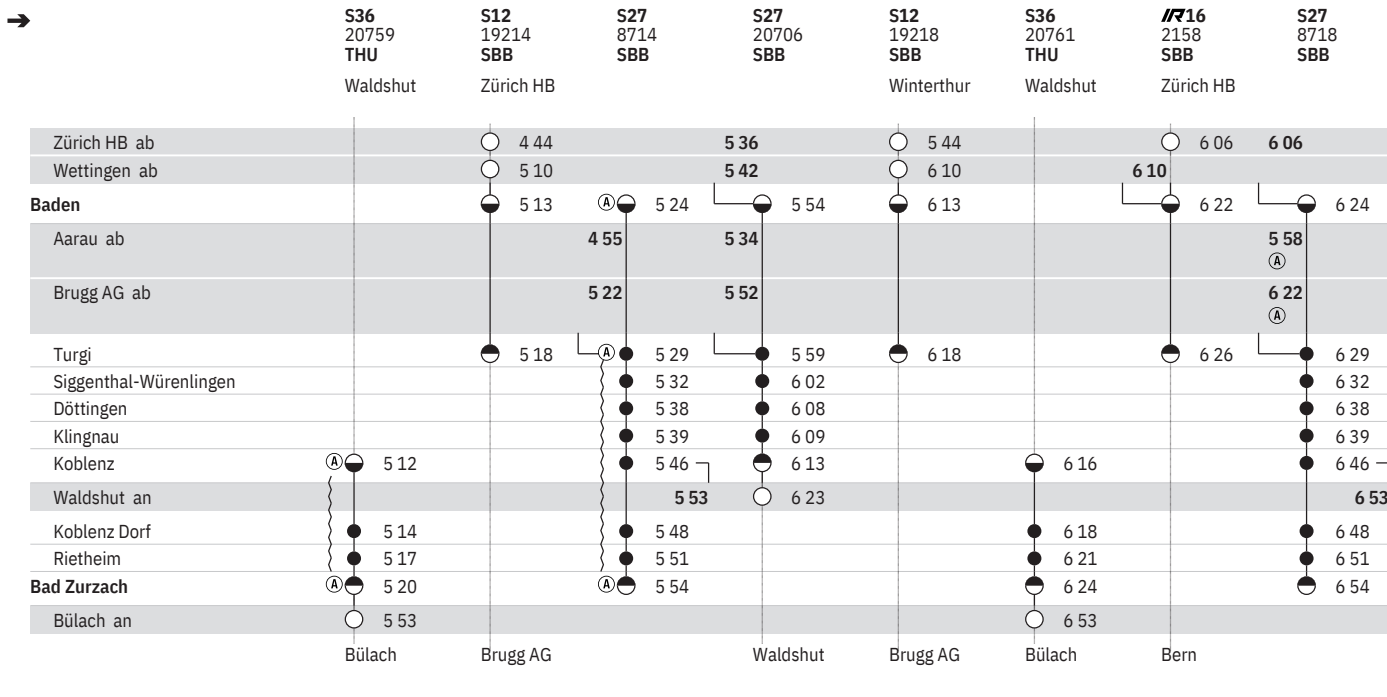 ➔ S36 S12 S27 S27 S12 S36 IR16 S27
20759 19214 8714 20706 19218 20761 2158 8718
THU SBB SBB SBB SBB THU SBB SBB
Waldshut Zürich HB Winterthur Waldshut Zürich HB
Zürich HB ab 4 44 5 36 5 44 6 06 6 06
Wettingen ab 5 10 5 42 6 10 6 10
Baden 5 13 A 5 24 5 54 6 13 6 22 6 24
Aarau ab 4 55 5 34 5 58
A
Brugg AG ab 5 22 5 52 6 22
A
Turgi 5 18 A 5 29 5 59 6 18 6 26 6 29
Siggenthal-Würenlingen 5 32 6 02 6 32
Döttingen 5 38 6 08 6 38
Klingnau 5 39 6 09 6 39
Koblenz A 5 12 5 46 6 13 6 16 6 46
Waldshut an 5 53 6 23 6 53
Koblenz Dorf 5 14 5 48 6 18 6 48
Rietheim 5 17 5 51 6 21 6 51
Bad Zurzach A 5 20 A 5 54 6 24 6 54
Bülach an 5 53 6 53
Bülach Brugg AG Waldshut Brugg AG Bülach Bern